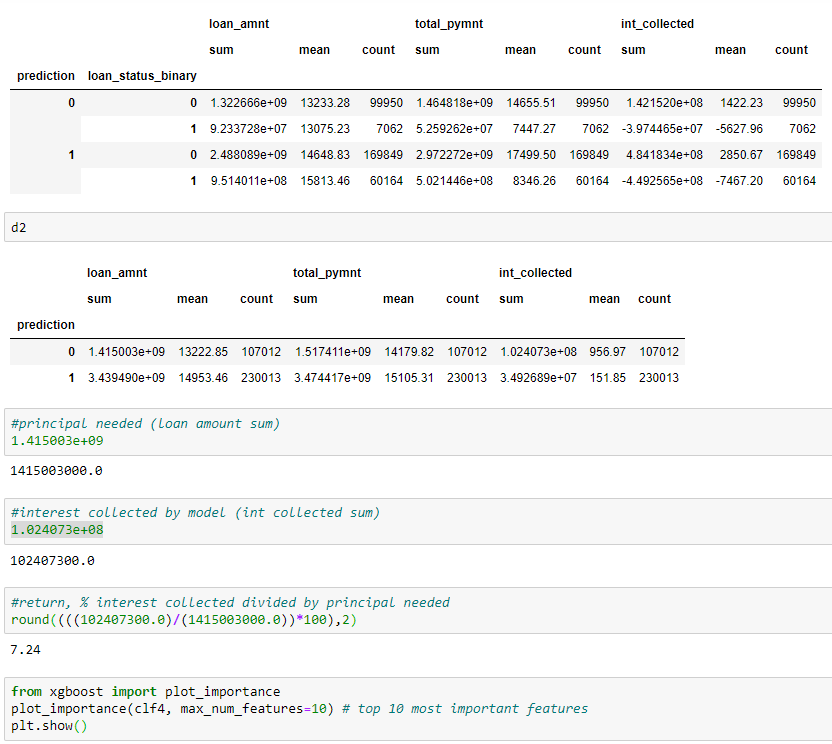 loan_amnt total_pymnt int_collected
sum mean count sum mean count sum mean count
prediction loan_status_binary
0 0 1.322666e+09 13233.28 99950 1.464818e+09 14655.51 99950 1.421520e+08 1422.23 99950
1 9.233728e+07 13075.23 7062 5.259262e+07 7447.27 7062 -3.974465e+07 -5627.96 7062
1 0 2.488089e+09 14648.83 169849 2.972272e+09 17499.50 169849 4.841834e+08 2850.67 169849
1 9.514011e+08 15813.46 60164 5.021446e+08 8346.26 60164 -4.492565e+08 -7467.20 60164
d2
loan_amnt total_pymnt int_collected
sum mean count sum mean count sum mean count
prediction
0 1.415003e+09 13222.85 107012 1.517411e+09 14179.82 107012 1.024073e+08 956.97 107012
1 3.439490e+09 14953.46 230013 3.474417e+09 15105.31 230013 3.492689e+07 151.85 230013
#principal needed (loan amount sum)
1.415003e+09
1415003000.0
#interest collected by model (int collected sum)
1.024073e+08
102407300.0
#return, % interest collected divided by principal needed
round((((102407300.0)/(1415003000.0))*100),2)
7.24
from xgboost import plot_importance
plot_importance(clf4, max_num_features=10) # top 10 most important features
plt.show()